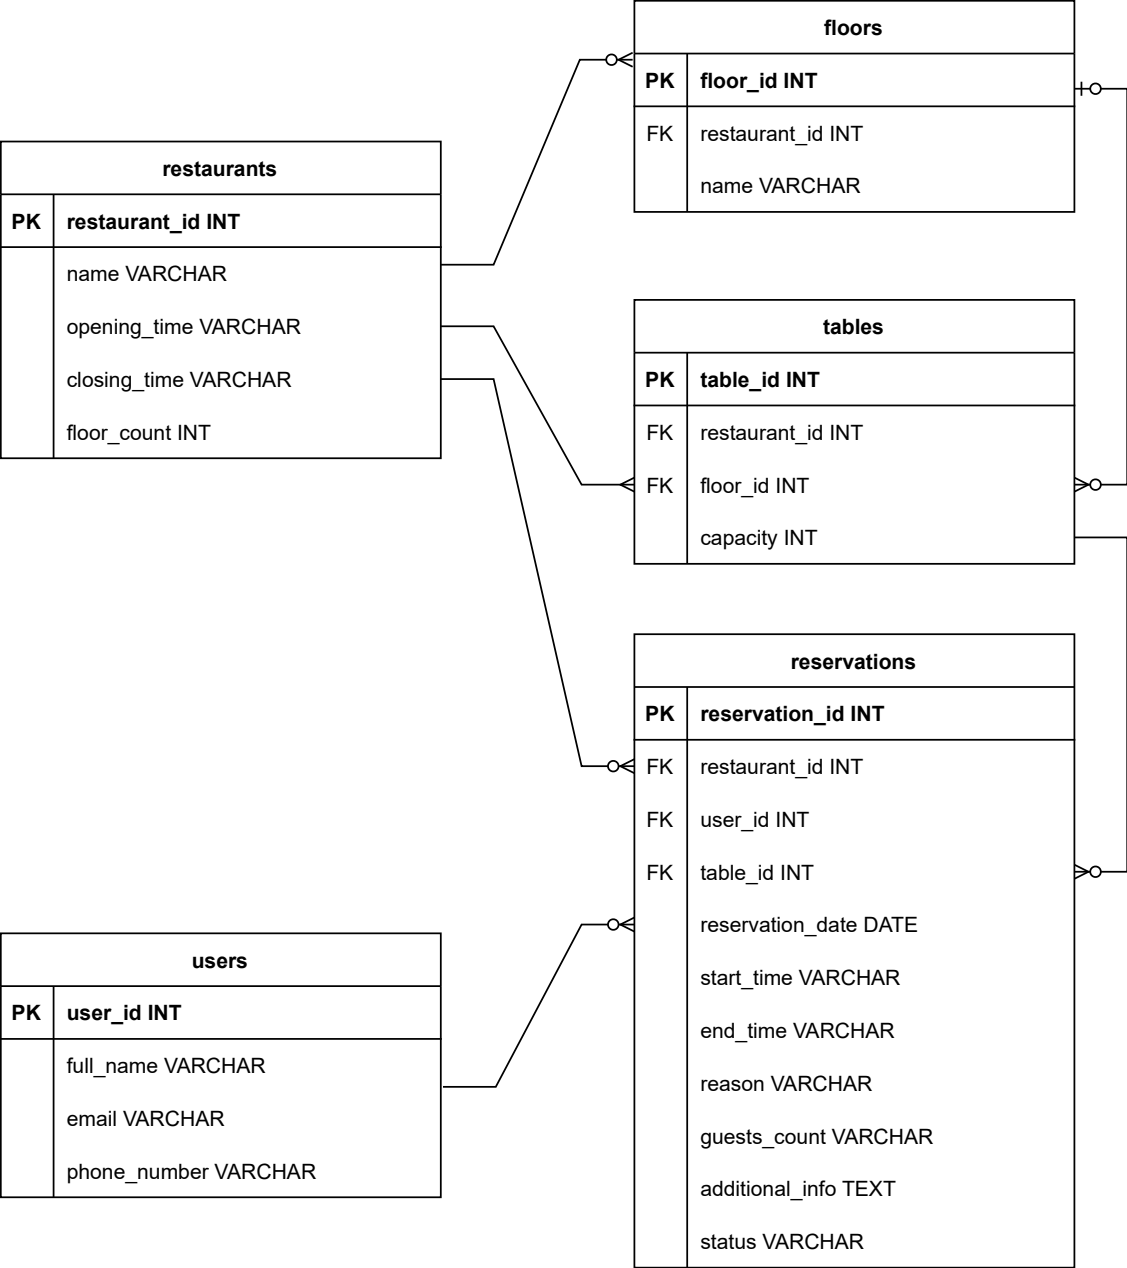 floors
PK floor_id INT
FK restaurant_id INT
name VARCHAR
restaurants
PK restaurant_id INT
name VARCHAR
opening_time VARCHAR
closing_time VARCHAR
floor_count INT
tables
PK table_id INT
FK restaurant_id INT
FK floor_id INT
capacity INT
reservations
PK reservation_id INT
FK restaurant_id INT
FK user_id INT
FK table_id INT
reservation_date DATE
start_time VARCHAR
end_time VARCHAR
reason VARCHAR
guests_count VARCHAR
additional_info TEXT
status VARCHAR
users
PK user_id INT
full_name VARCHAR
email VARCHAR
phone_number VARCHAR